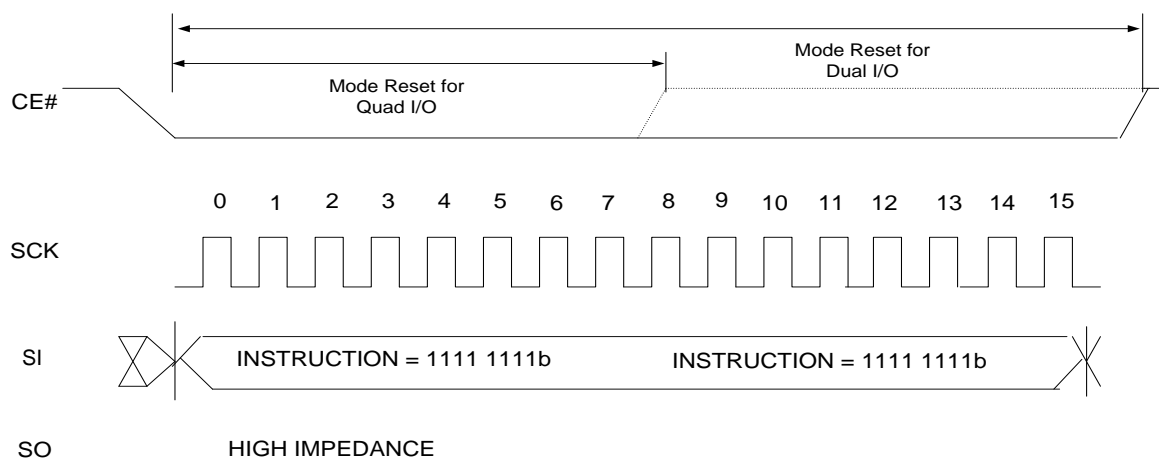 Mode Reset for
Dual I/O
Mode Reset for
Quad I/O
CE#
0 1 2 3 4 5 6 7 8 9 10 11 12 13 14 15
SCK
SI
INSTRUCTION = 1111 1111b INSTRUCTION = 1111 1111b
SO
HIGH IMPEDANCE